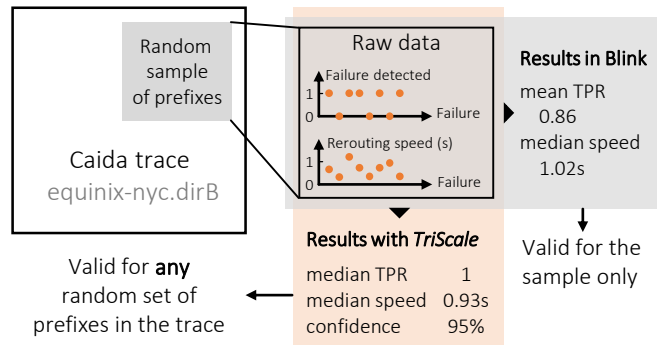 Random
sample
of prefixes
Caida trace
equinix-nyc.dirB
Raw data
Failure detected
1
0
Failure
Rerouting speed (s)
1
0
Failure
Results in Blink
mean TPR
0.86
median speed
1.02s
Results with TriScale
median TPR 1
median speed 0.93s
confidence 95%
Valid for the
sample only
Valid for any
random set of
prefixes in the trace